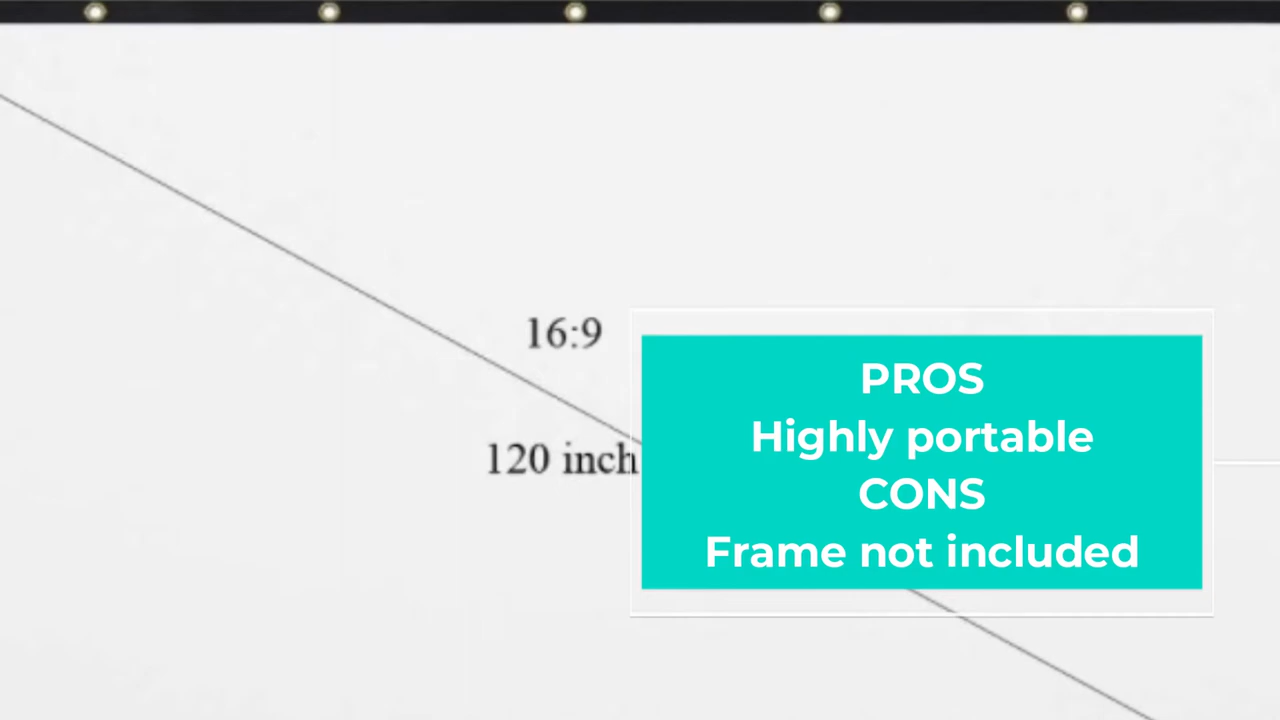 16:9
120 inch
PROS
Highly portable
CONS
Frame not included